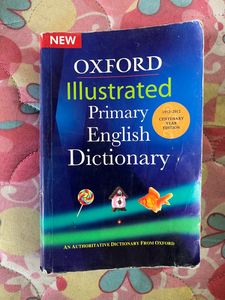 NEW
OXFORD
Illustrated
Primary
English
Dictionary
1912-2012
CENTENARY
YEAR
EDITION
AN AUTHORITATIVE DICTIONARY FROM OXFORD